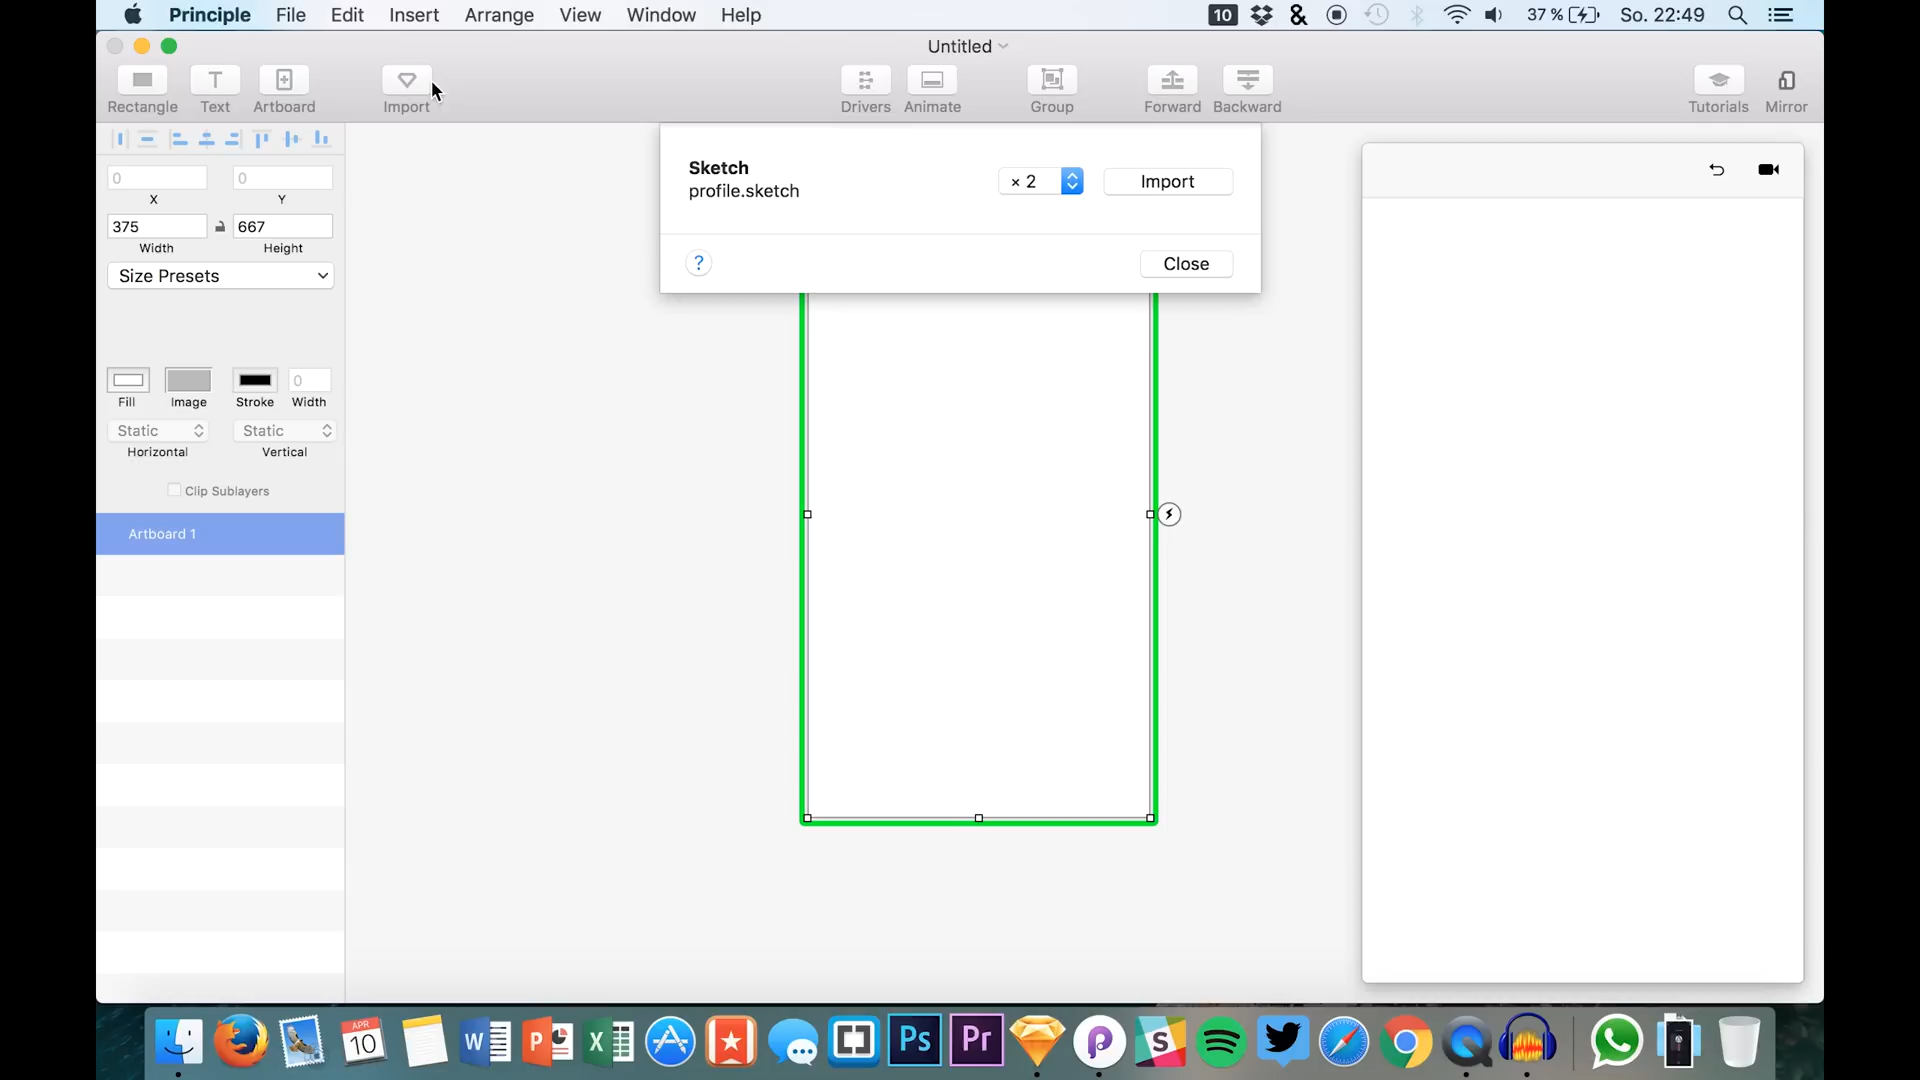 Principle File Edit Insert Arrange View Window Help 10 37 % So. 22:49
Untitled
Rectangle Text Artboard Import Drivers Animate Group Forward Backward Tutorials Mirror
Sketch
profile.sketch
× 2
Import
?
Close
0 0
X Y
375 667
Width Height
Size Presets
0
Fill Image Stroke Width
Static Static
Horizontal Vertical
Clip Sublayers
Artboard 1
APR
10
W P X Ps Pr S